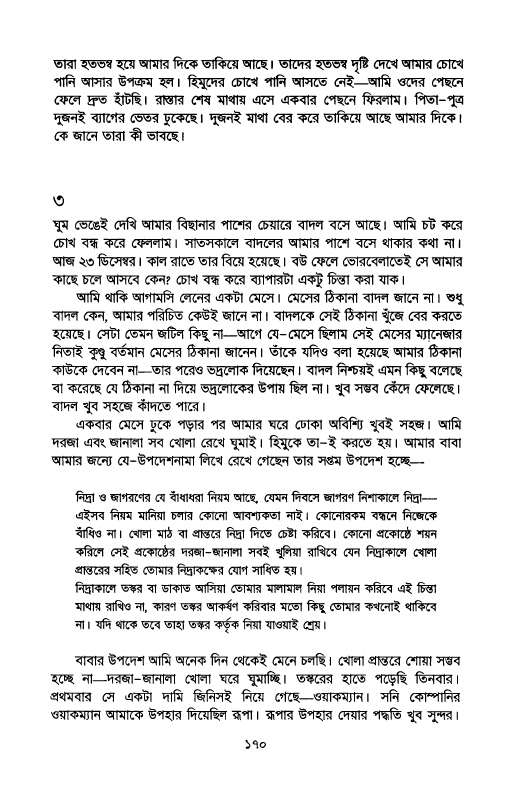 তারা হতভম্ব হয়ে আমার দিকে তাকিয়ে আছে। তাদের হতভম্ব দৃষ্টি দেখে আমার চোখে
পানি আসার উপক্রম হল। হিমুদের চোখে পানি আসতে নেই—আমি ওদের পেছনে
ফেলে দ্রুত হাঁটছি। রাস্তার শেষ মাথায় এসে একবার পেছনে ফিরলাম। পিতা-পুত্র
দুজনই ব্যাগের ভেতর ঢুকেছে। দুজনই মাথা বের করে তাকিয়ে আছে আমার দিকে।
কে জানে তারা কী ভাবছে।
৩
ঘুম ভেঙেই দেখি আমার বিছানার পাশের চেয়ারে বাদল বসে আছে। আমি চট করে
চোখ বন্ধ করে ফেললাম। সাতসকালে বাদলের আমার পাশে বসে থাকার কথা না।
আজ ২৩ ডিসেম্বর। কাল রাতে তার বিয়ে হয়েছে। বউ ফেলে ভোরবেলাতেই সে আমার
কাছে চলে আসবে কেন? চোখ বন্ধ করে ব্যাপারটা একটু চিন্তা করা যাক।
আমি থাকি আগামসি লেনের একটা মেসে। মেসের ঠিকানা বাদল জানে না। শুধু
বাদল কেন, আমার পরিচিত কেউই জানে না। বাদলকে সেই ঠিকানা খুঁজে বের করতে
হয়েছে। সেটা তেমন জটিল কিছু না—আগে যে-মেসে ছিলাম সেই মেসের ম্যানেজার
নিতাই কুণ্ডু বর্তমান মেসের ঠিকানা জানেন। তাঁকে যদিও বলা হয়েছে আমার ঠিকানা
কাউকে দেবেন না—তার পরেও ভদ্রলোক দিয়েছেন। বাদল নিশ্চয়ই এমন কিছু বলেছে
বা করেছে যে ঠিকানা না দিয়ে ভদ্রলোকের উপায় ছিল না। খুব সম্ভব কেঁদে ফেলেছে।
বাদল খুব সহজে কাঁদতে পারে।
একবার মেসে ঢুকে পড়ার পর আমার ঘরে ঢোকা অবিশ্যি খুবই সহজ। আমি
দরজা এবং জানালা সব খোলা রেখে ঘুমাই। হিমুকে তা-ই করতে হয়। আমার বাবা
আমার জন্যে যে-উপদেশনামা লিখে রেখে গেছেন তার সপ্তম উপদেশ হচ্ছে—
নিদ্রা ও জাগরণের যে বাঁধাধরা নিয়ম আছে, যেমন দিবসে জাগরণ নিশাকালে নিদ্রা—
এইসব নিয়ম মানিয়া চলার কোনো আবশ্যকতা নাই। কোনোরকম বন্ধনে নিজেকে
বাঁধিও না। খোলা মাঠ বা প্রান্তরে নিদ্রা দিতে চেষ্টা করিবে। কোনো প্রকোষ্ঠে শয়ন
করিলে সেই প্রকোষ্ঠের দরজা-জানালা সবই খুলিয়া রাখিবে যেন নিদ্রাকালে খোলা
প্রান্তরের সহিত তোমার নিদ্রাকক্ষের যোগ সাধিত হয়।
নিদ্রাকালে তস্কর বা ডাকাত আসিয়া তোমার মালামাল নিয়া পলায়ন করিবে এই চিন্তা
মাথায় রাখিও না, কারণ তস্কর আকর্ষণ করিবার মতো কিছু তোমার কখনোই থাকিবে
না। যদি থাকে তবে তাহা তস্কর কর্তৃক নিয়া যাওয়াই শ্রেয়।
বাবার উপদেশ আমি অনেক দিন থেকেই মেনে চলছি। খোলা প্রান্তরে শোয়া সম্ভব
হচ্ছে না—দরজা-জানালা খোলা ঘরে ঘুমাচ্ছি। তস্করের হাতে পড়েছি তিনবার।
প্রথমবার সে একটা দামি জিনিসই নিয়ে গেছে—ওয়াকম্যান। সনি কোম্পানির
ওয়াকম্যান আমাকে উপহার দিয়েছিল রূপা। রূপার উপহার দেয়ার পদ্ধতি খুব সুন্দর।
১৭০